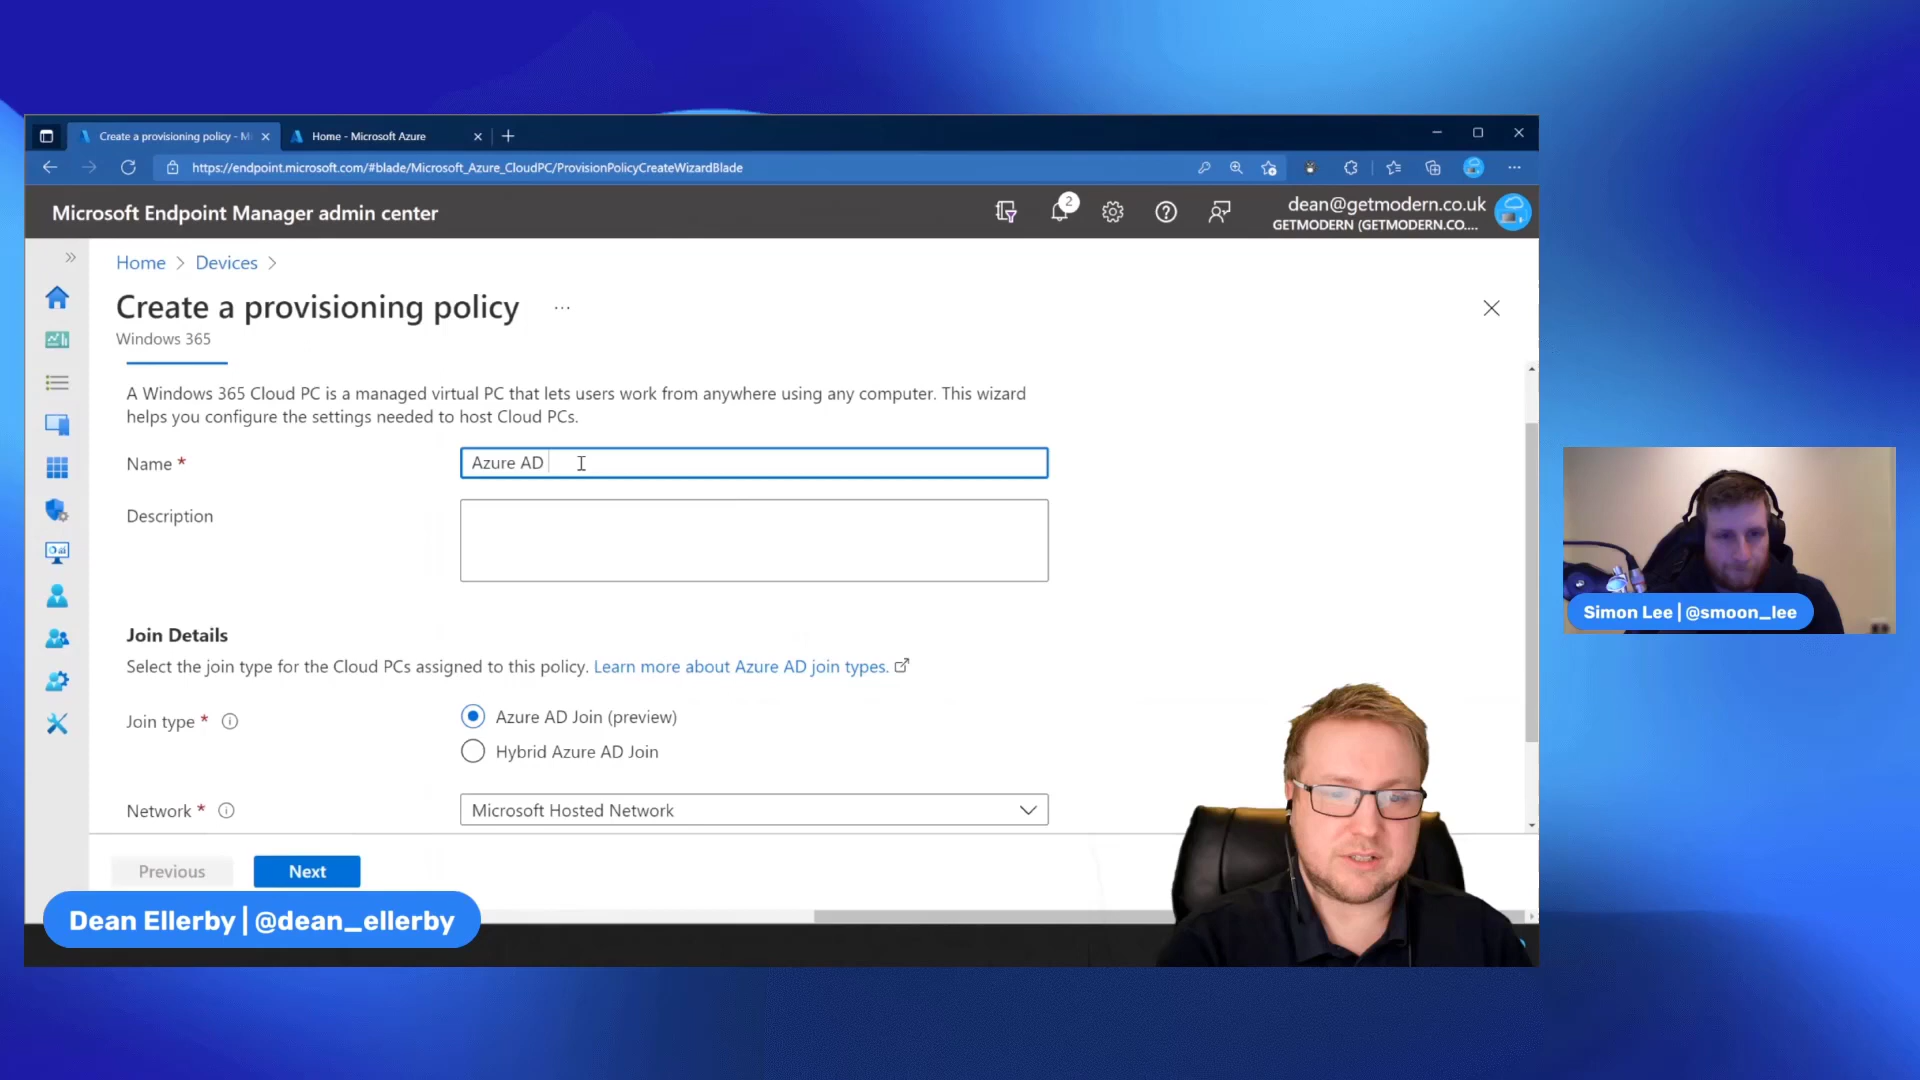 Create a provisioning policy - M
Home - Microsoft Azure
https://endpoint.microsoft.com/#blade/Microsoft_Azure_CloudPC/ProvisionPolicyCreateWizardBlade
Microsoft Endpoint Manager admin center
2
dean@getmodern.co.uk
GETMODERN (GETMODERN.CO....
Home > Devices >
Create a provisioning policy ...
Windows 365
A Windows 365 Cloud PC is a managed virtual PC that lets users work from anywhere using any computer. This wizard
helps you configure the settings needed to host Cloud PCs.
Name *
Azure AD
Description
Join Details
Select the join type for the Cloud PCs assigned to this policy. Learn more about Azure AD join types.
Join type *
Azure AD Join (preview)
Hybrid Azure AD Join
Network *
Microsoft Hosted Network
Previous
Next
Dean Ellerby | @dean_ellerby
Simon Lee | @smoon_lee